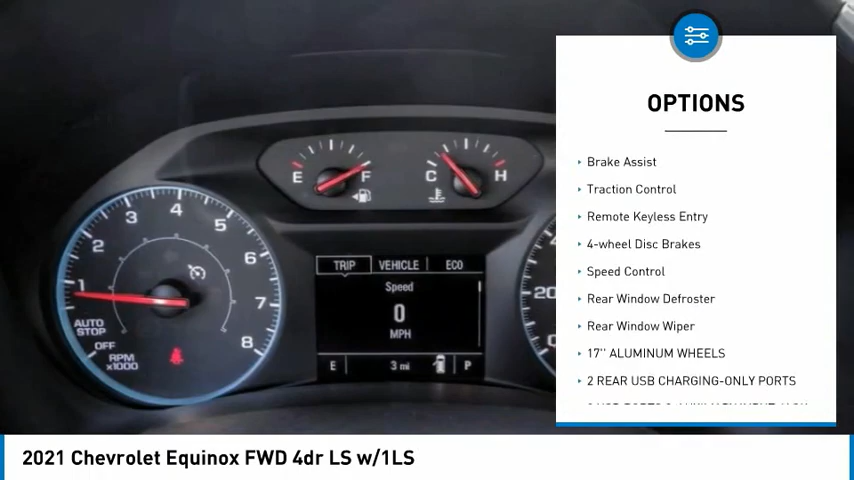 OPTIONS
Brake Assist
Traction Control
Remote Keyless Entry
4-wheel Disc Brakes
Speed Control
Rear Window Defroster
Rear Window Wiper
17'' ALUMINUM WHEELS
2 REAR USB CHARGING-ONLY PORTS
E F C H
1 2 3 4 5 6 7 8
AUTO STOP
OFF
RPM x1000
TRIP VEHICLE ECO
Speed
0
MPH
E 3 mi P
20
0
2021 Chevrolet Equinox FWD 4dr LS w/1LS